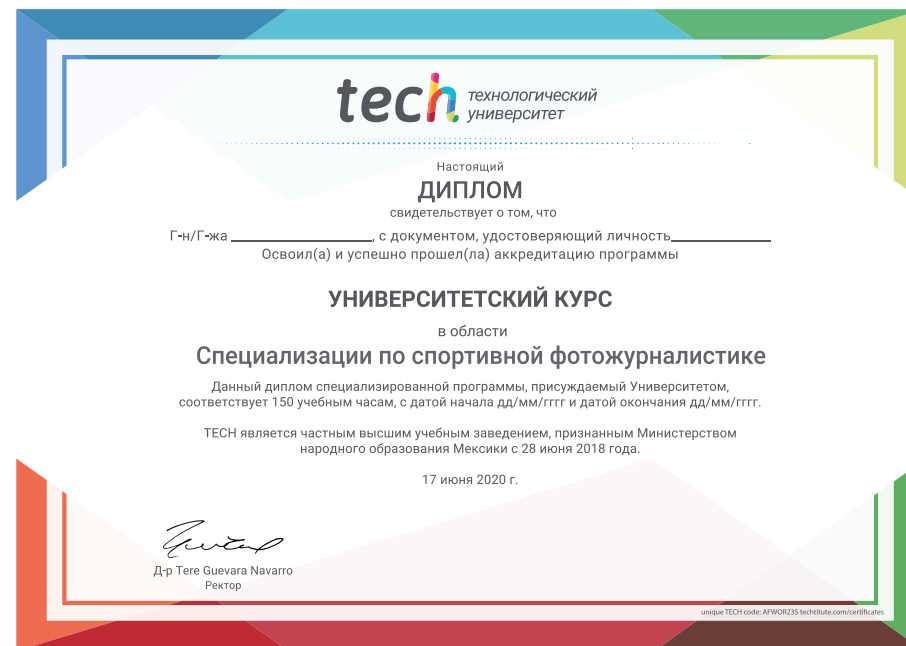 tech технологический
университет
Настоящий
ДИПЛОМ
свидетельствует о том, что
Г-н/Г-жа ____________________, с документом, удостоверяющий личность______________
Освоил(а) и успешно прошел(ла) аккредитацию программы
УНИВЕРСИТЕТСКИЙ КУРС
в области
Специализации по спортивной фотожурналистике
Данный диплом специализированной программы, присуждаемый Университетом,
соответствует 150 учебным часам, с датой начала дд/мм/гггг и датой окончания дд/мм/гггг.
TECH является частным высшим учебным заведением, признанным Министерством
народного образования Мексики с 28 июня 2018 года.
17 июня 2020 г.
Д-р Tere Guevara Navarro
Ректор
unique TECH code: AFWOR23S techtitute.com/certificates